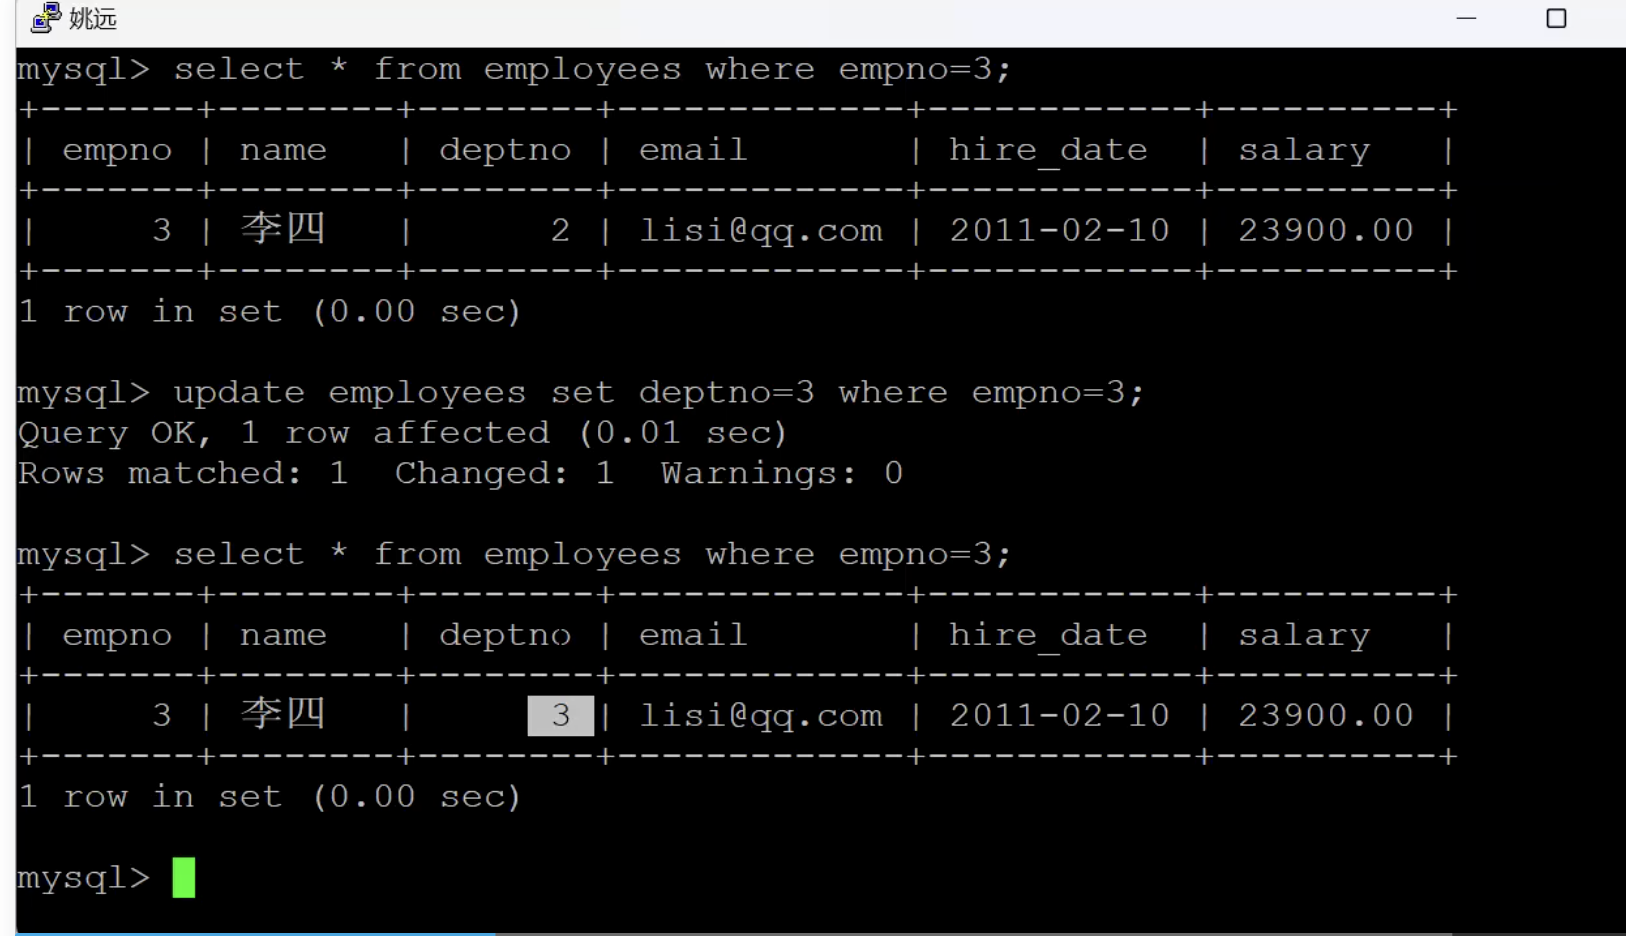 姚远
mysql> select * from employees where empno=3;
+-------+--------+--------+-------------+------------+----------+
| empno | name   | deptno | email       | hire_date  | salary   |
+-------+--------+--------+-------------+------------+----------+
|     3 | 李四   |      2 | lisi@qq.com | 2011-02-10 | 23900.00 |
+-------+--------+--------+-------------+------------+----------+
1 row in set (0.00 sec)
mysql> update employees set deptno=3 where empno=3;
Query OK, 1 row affected (0.01 sec)
Rows matched: 1  Changed: 1  Warnings: 0
mysql> select * from employees where empno=3;
+-------+--------+--------+-------------+------------+----------+
| empno | name   | deptno | email       | hire_date  | salary   |
+-------+--------+--------+-------------+------------+----------+
|     3 | 李四   |      3 | lisi@qq.com | 2011-02-10 | 23900.00 |
+-------+--------+--------+-------------+------------+----------+
1 row in set (0.00 sec)
mysql>